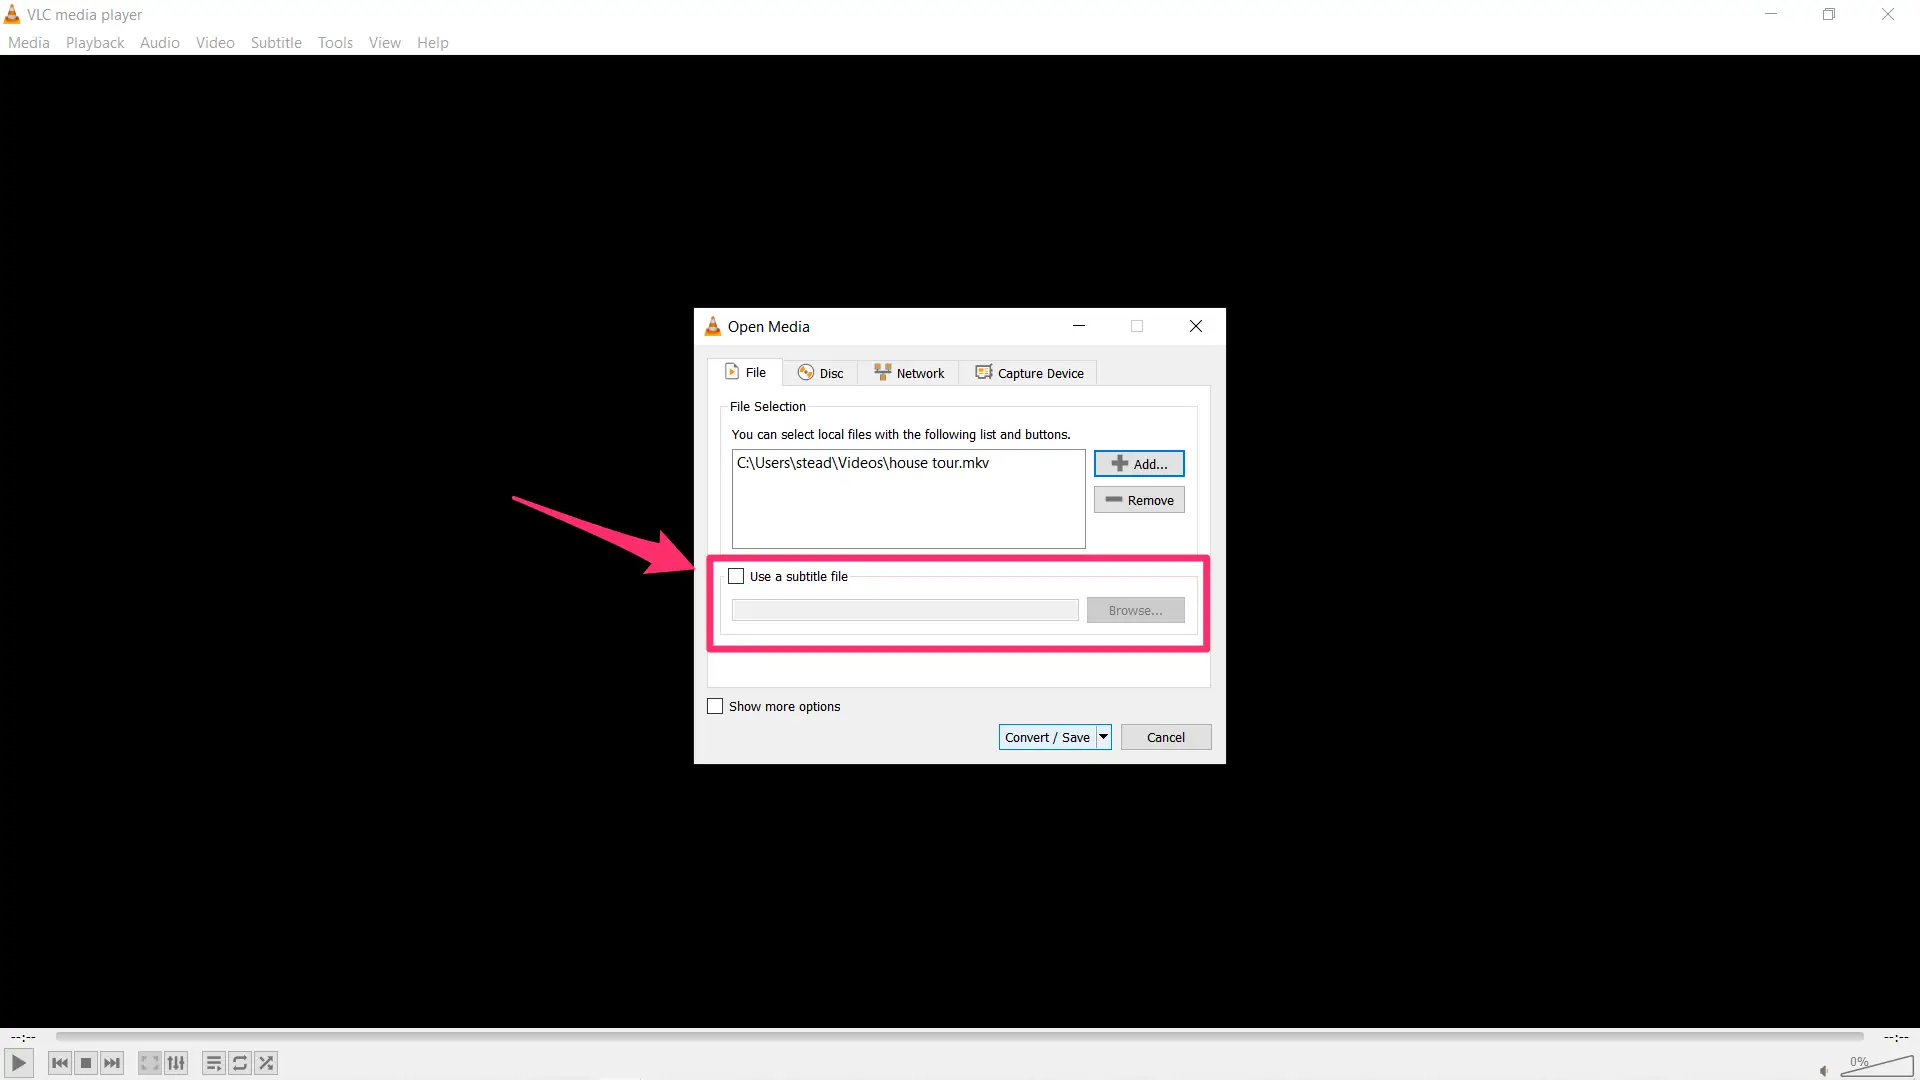 VLC media player
Media Playback Audio Video Subtitle Tools View Help
Open Media
File Disc Network Capture Device
File Selection
You can select local files with the following list and buttons.
C:\Users\stead\Videos\house tour.mkv
Add...
Remove
Use a subtitle file
Browse...
Show more options
Convert / Save Cancel
--:-- --:--
0%